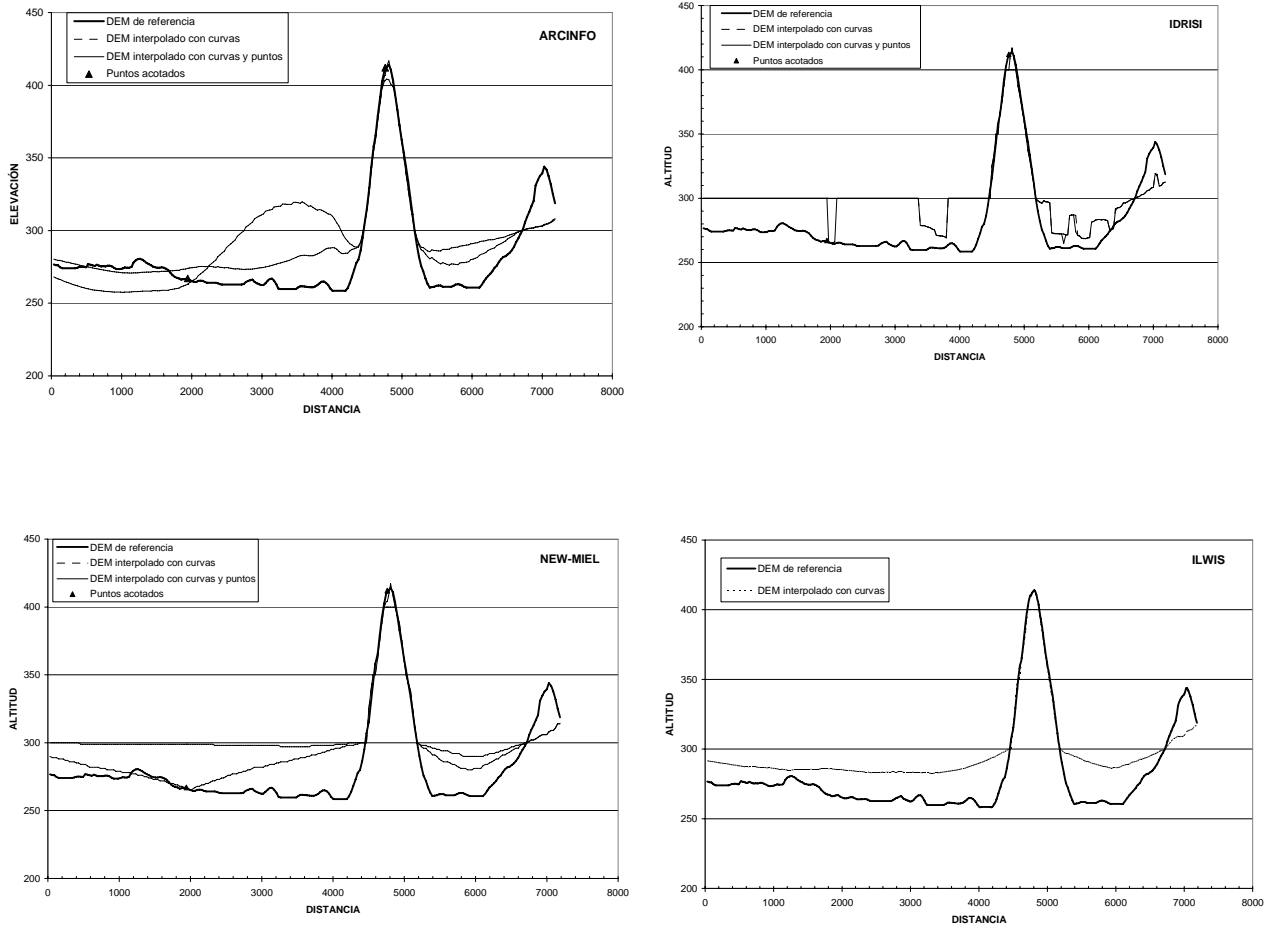 ARCINFO
DEM de referencia
DEM interpolado con curvas
DEM interpolado con curvas y puntos
Puntos acotados
ELEVACIÓN
450
400
350
300
250
200
0 1000 2000 3000 4000 5000 6000 7000 8000
DISTANCIA
IDRISI
DEM de referencia
DEM interpolado con curvas
DEM interpolado con curvas y puntos
Puntos acotados
ALTITUD
450
400
350
300
250
200
0 1000 2000 3000 4000 5000 6000 7000 8000
DISTANCIA
NEW-MIEL
DEM de referencia
DEM interpolado con curvas
DEM interpolado con curvas y puntos
Puntos acotados
ALTITUD
450
400
350
300
250
200
0 1000 2000 3000 4000 5000 6000 7000 8000
DISTANCIA
ILWIS
DEM de referencia
DEM interpolado con curvas
ALTITUD
450
400
350
300
250
200
0 1000 2000 3000 4000 5000 6000 7000 8000
DISTANCIA